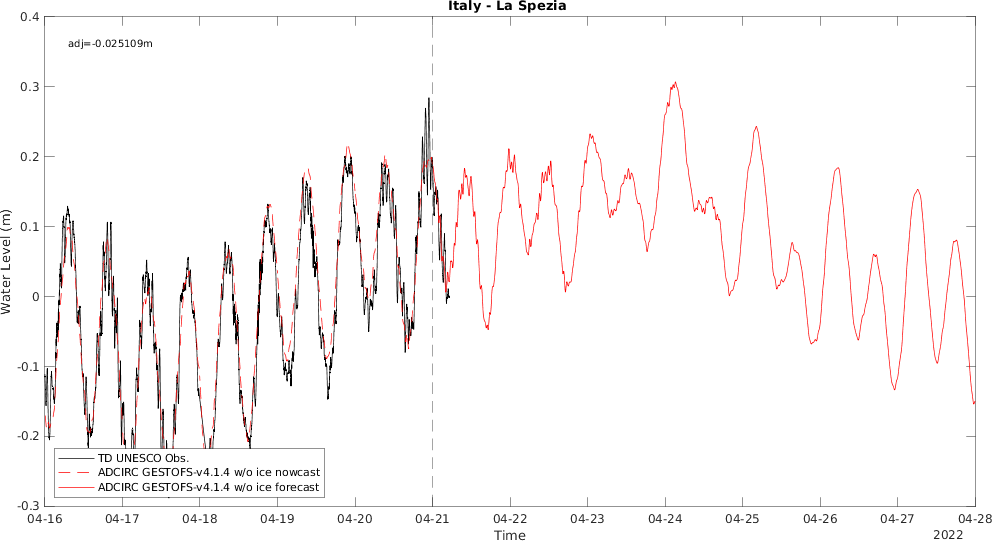 Italy - La Spezia
adj=-0.025109m
0.4
0.3
0.2
0.1
0
-0.1
-0.2
-0.3
Water Level (m)
TD UNESCO Obs.
ADCIRC GESTOFS-v4.1.4 w/o ice nowcast
ADCIRC GESTOFS-v4.1.4 w/o ice forecast
04-16 04-17 04-18 04-19 04-20 04-21 04-22 04-23 04-24 04-25 04-26 04-27 04-28
Time
2022